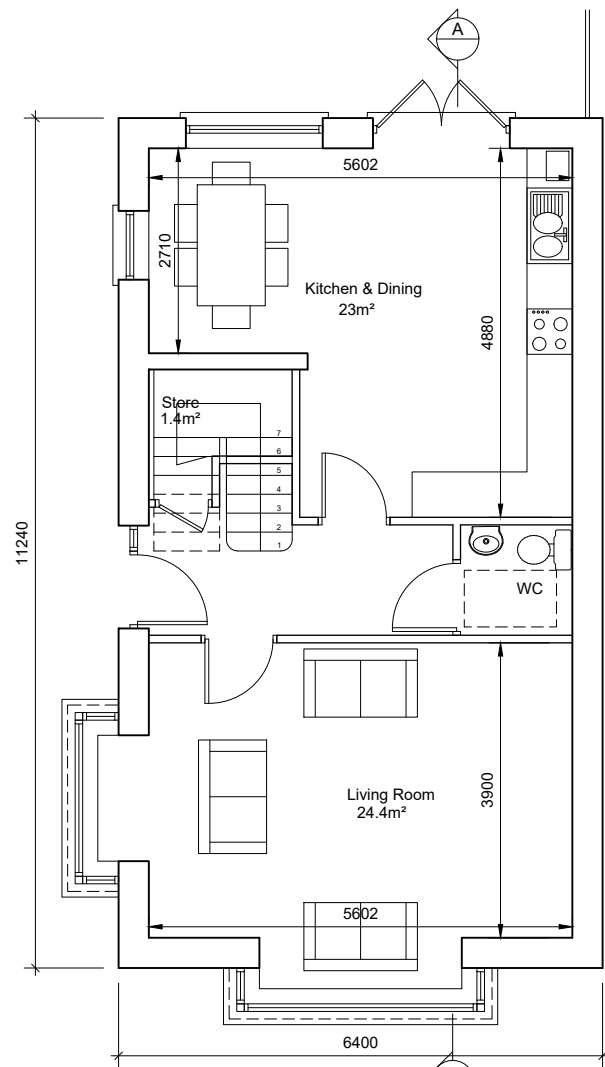 A
5602
2710
Kitchen & Dining
23m²
4880
Store
1.4m²
7
6
5
4
3
2
1
11240
WC
Living Room
24.4m²
3900
5602
6400